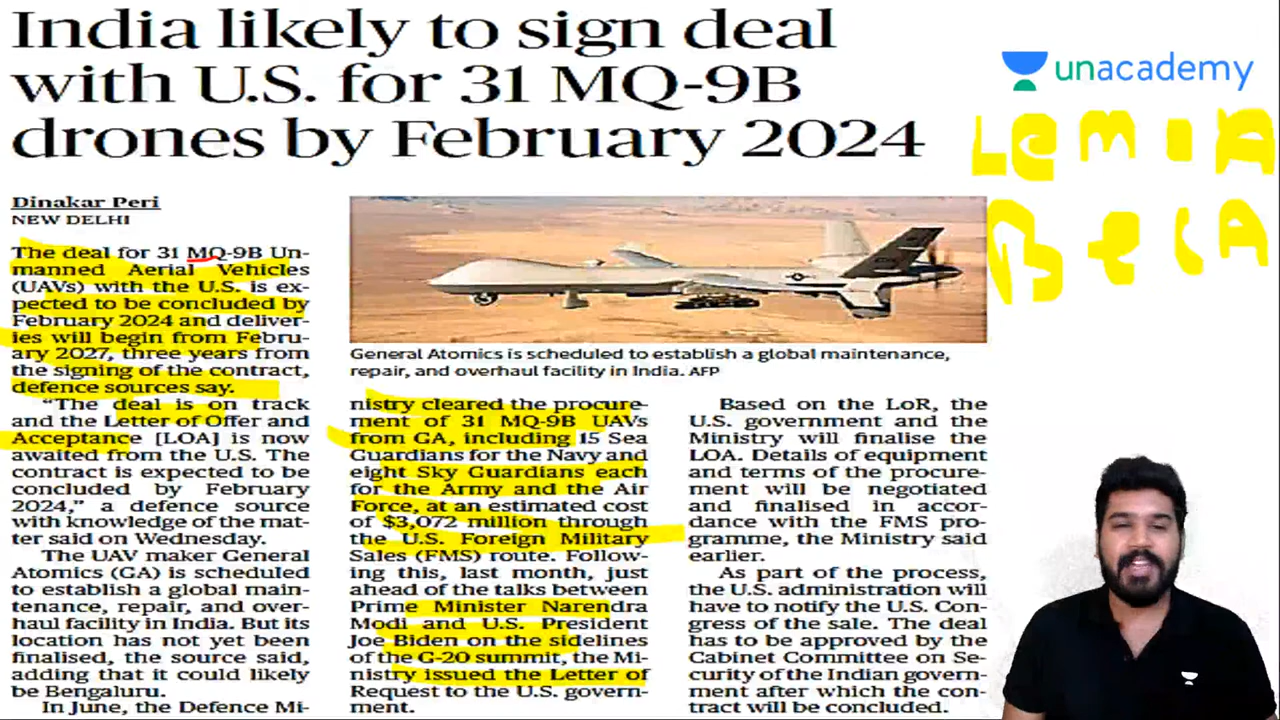 India likely to sign deal
with U.S. for 31 MQ-9B
drones by February 2024
unacademy
LEMOA
BECA
Dinakar Peri
NEW DELHI
The deal for 31 MQ-9B Un-
manned Aerial Vehicles
(UAVs) with the U.S. is ex-
pected to be concluded by
February 2024 and deliver-
ies will begin from Febru-
ary 2027, three years from
the signing of the contract,
defence sources say.
“The deal is on track
and the Letter of Offer and
Acceptance [LOA] is now
awaited from the U.S. The
contract is expected to be
concluded by February
2024,” a defence source
with knowledge of the mat-
ter said on Wednesday.
The UAV maker General
Atomics (GA) is scheduled
to establish a global main-
tenance, repair, and over-
haul facility in India. But its
location has not yet been
finalised, the source said,
adding that it could likely
be Bengaluru.
In June, the Defence Mi-
General Atomics is scheduled to establish a global maintenance,
repair, and overhaul facility in India. AFP
nistry cleared the procure-
ment of 31 MQ-9B UAVs
from GA, including 15 Sea
Guardians for the Navy and
eight Sky Guardians each
for the Army and the Air
Force, at an estimated cost
of $3,072 million through
the U.S. Foreign Military
Sales (FMS) route. Follow-
ing this, last month, just
ahead of the talks between
Prime Minister Narendra
Modi and U.S. President
Joe Biden on the sidelines
of the G-20 summit, the Mi-
nistry issued the Letter of
Request to the U.S. govern-
ment.
Based on the LoR, the
U.S. government and the
Ministry will finalise the
LOA. Details of equipment
and terms of the procure-
ment will be negotiated
and finalised in accor-
dance with the FMS pro-
gramme, the Ministry said
earlier.
As part of the process,
the U.S. administration will
have to notify the U.S. Con-
gress of the sale. The deal
has to be approved by the
Cabinet Committee on Se-
curity of the Indian govern-
ment after which the con-
tract will be concluded.